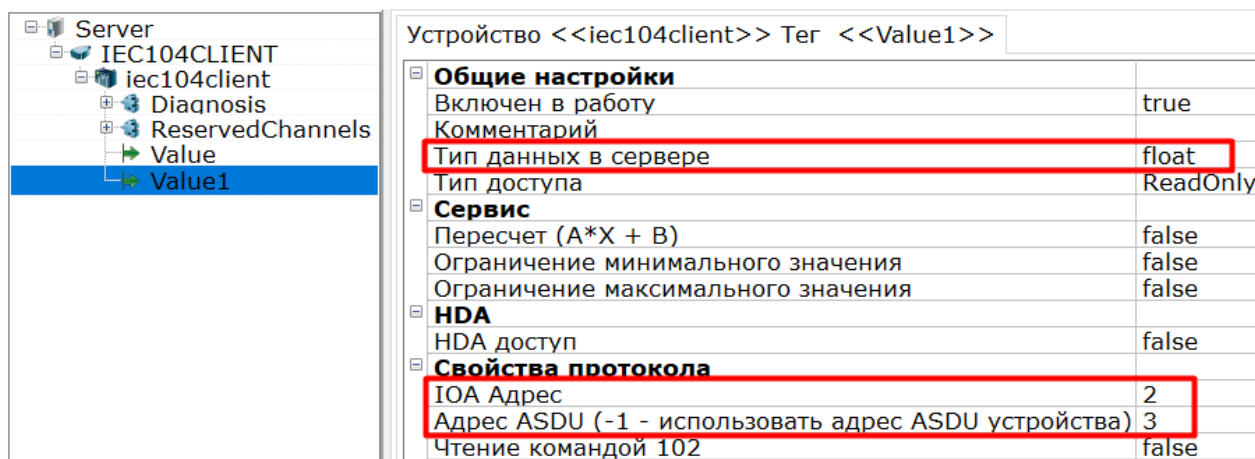 Server
IEC104CLIENT
iec104client
Diagnosis
ReservedChannels
Value
Value1
Устройство <<iec104client>> Тег <<Value1>>
Общие настройки
Включен в работу true
Комментарий
Тип данных в сервере float
Тип доступа ReadOnly
Сервис
Пересчет (A*X + B) false
Ограничение минимального значения false
Ограничение максимального значения false
HDA
HDA доступ false
Свойства протокола
IOA Адрес 2
Адрес ASDU (-1 - использовать адрес ASDU устройства) 3
Чтение командой 102 false